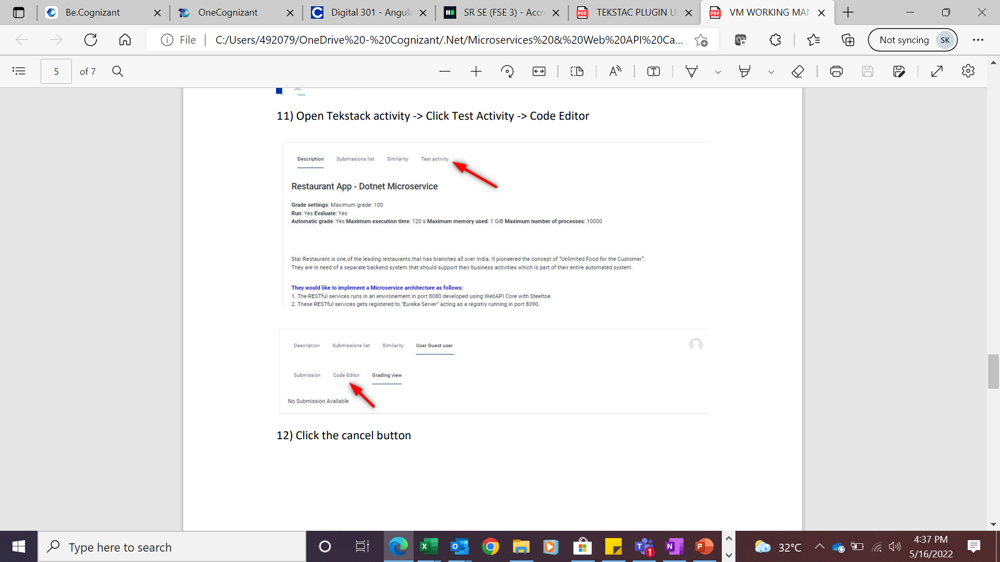 Be.Cognizant
OneCognizant
Digital 301 - Angula
SR SE (FSE 3) - Accr
TEKSTAC PLUGIN US
VM WORKING MAN
File
C:/Users/492079/OneDrive%20-%20Cognizant/.Net/Microservices%20&%20Web%20API%20Ca...
Not syncing
SK
5
of 7
11) Open Tekstack activity -> Click Test Activity -> Code Editor
Description Submissions list Similarity Test activity
Restaurant App - Dotnet Microservice
Grade settings: Maximum grade: 100
Run: Yes Evaluate: Yes
Automatic grade: Yes Maximum execution time: 120 s Maximum memory used: 1 GiB Maximum number of processes: 10000
Star Restaurant is one of the leading restaurants that has branches all over India. It pioneered the concept of "Unlimited Food for the Customer".
They are in need of a separate backend system that should support their business activities which is part of their entire automated system.
They would like to implement a Microservice architecture as follows:
1. The RESTful services runs in an environement in port 8080 developed using WebAPI Core with Steeltoe.
2. These RESTful services gets registered to "Eureka Server" acting as a registry running in port 8090.
Description Submissions list Similarity User Guest user
Submission Code Editor Grading view
No Submission Available
12) Click the cancel button
Type here to search
1
32°C
4:37 PM
5/16/2022